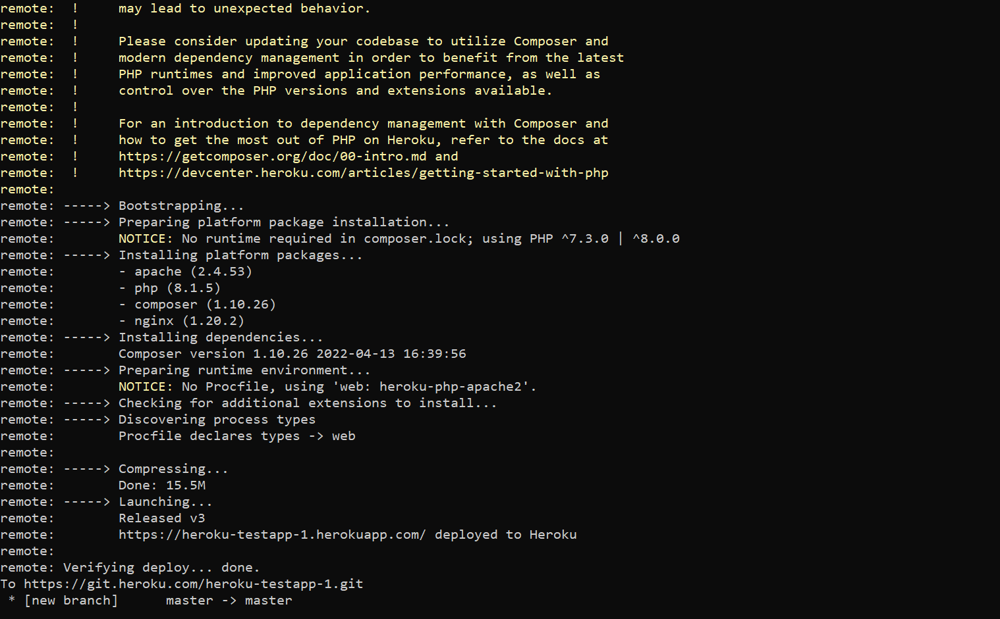 remote:  !     may lead to unexpected behavior.
remote:  !
remote:  !     Please consider updating your codebase to utilize Composer and
remote:  !     modern dependency management in order to benefit from the latest
remote:  !     PHP runtimes and improved application performance, as well as
remote:  !     control over the PHP versions and extensions available.
remote:  !
remote:  !     For an introduction to dependency management with Composer and
remote:  !     how to get the most out of PHP on Heroku, refer to the docs at
remote:  !     https://getcomposer.org/doc/00-intro.md and
remote:  !     https://devcenter.heroku.com/articles/getting-started-with-php
remote:
remote: -----> Bootstrapping...
remote: -----> Preparing platform package installation...
remote:        NOTICE: No runtime required in composer.lock; using PHP ^7.3.0 | ^8.0.0
remote: -----> Installing platform packages...
remote:        - apache (2.4.53)
remote:        - php (8.1.5)
remote:        - composer (1.10.26)
remote:        - nginx (1.20.2)
remote: -----> Installing dependencies...
remote:        Composer version 1.10.26 2022-04-13 16:39:56
remote: -----> Preparing runtime environment...
remote:        NOTICE: No Procfile, using 'web: heroku-php-apache2'.
remote: -----> Checking for additional extensions to install...
remote: -----> Discovering process types
remote:        Procfile declares types -> web
remote:
remote: -----> Compressing...
remote:        Done: 15.5M
remote: -----> Launching...
remote:        Released v3
remote:        https://heroku-testapp-1.herokuapp.com/ deployed to Heroku
remote:
remote: Verifying deploy... done.
To https://git.heroku.com/heroku-testapp-1.git
 * [new branch]      master -> master